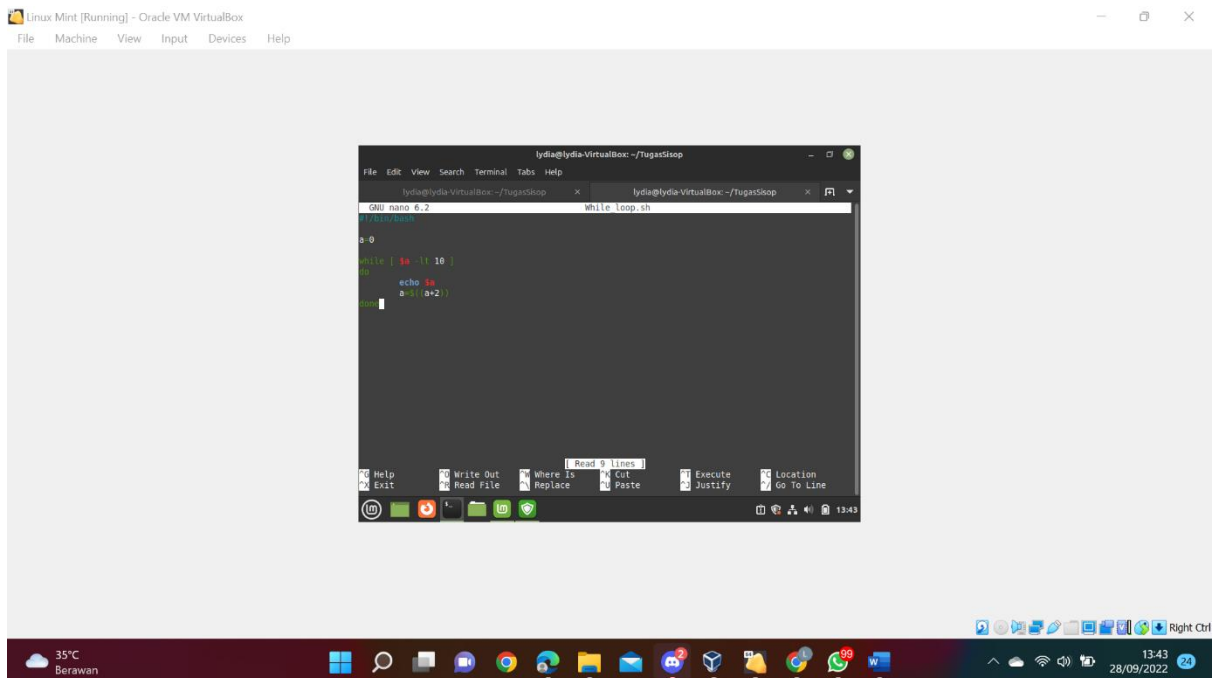 Linux Mint [Running] - Oracle VM VirtualBox
File Machine View Input Devices Help
lydia@lydia-VirtualBox: ~/TugasSisop
File Edit View Search Terminal Tabs Help
lydia@lydia-VirtualBox: ~/TugasSisop × lydia@lydia-VirtualBox: ~/TugasSisop ×
GNU nano 6.2 While_loop.sh
#!/bin/bash
a=0
while [ $a -lt 10 ]
do
echo $a
a=$((a+2))
done
[ Read 9 lines ]
^G Help ^O Write Out ^W Where Is ^K Cut ^T Execute ^C Location
^X Exit ^R Read File ^\ Replace ^U Paste ^J Justify ^/ Go To Line
13:43
Right Ctrl
35°C
Berawan
2
99
13:43
28/09/2022
24